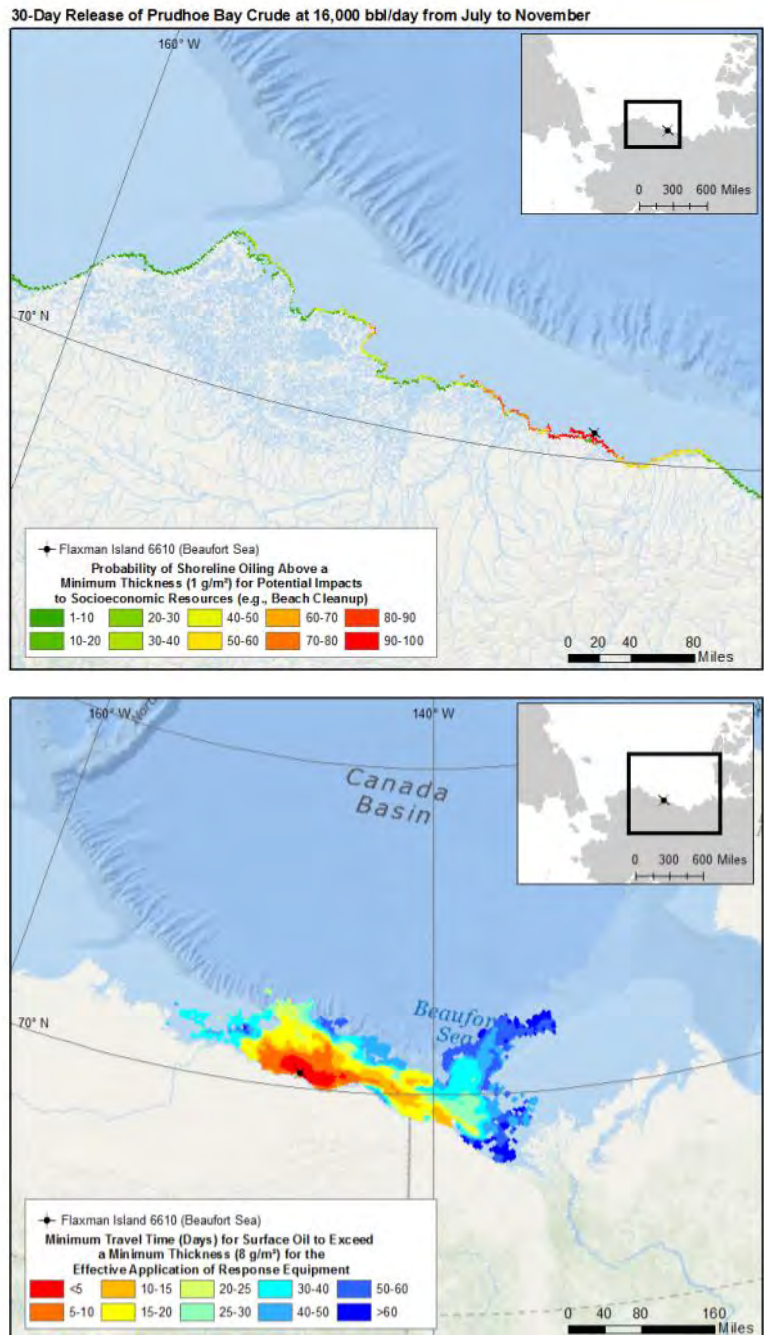 30-Day Release of Prudhoe Bay Crude at 16,000 bbl/day from July to November
160° W
0 300 600 Miles
70° N
Flaxman Island 6610 (Beaufort Sea)
Probability of Shoreline Oiling Above a
Minimum Thickness (1 g/m²) for Potential Impacts
to Socioeconomic Resources (e.g., Beach Cleanup)
1-10 20-30 40-50 60-70 80-90
10-20 30-40 50-60 70-80 90-100
0 20 40 80
Miles
160° W
140° W
Canada
Basin
0 300 600 Miles
70° N
Beaufort
Sea
Flaxman Island 6610 (Beaufort Sea)
Minimum Travel Time (Days) for Surface Oil to Exceed
a Minimum Thickness (8 g/m²) for the
Effective Application of Response Equipment
<5 10-15 20-25 30-40 50-60
5-10 15-20 25-30 40-50 >60
0 40 80 160
Miles